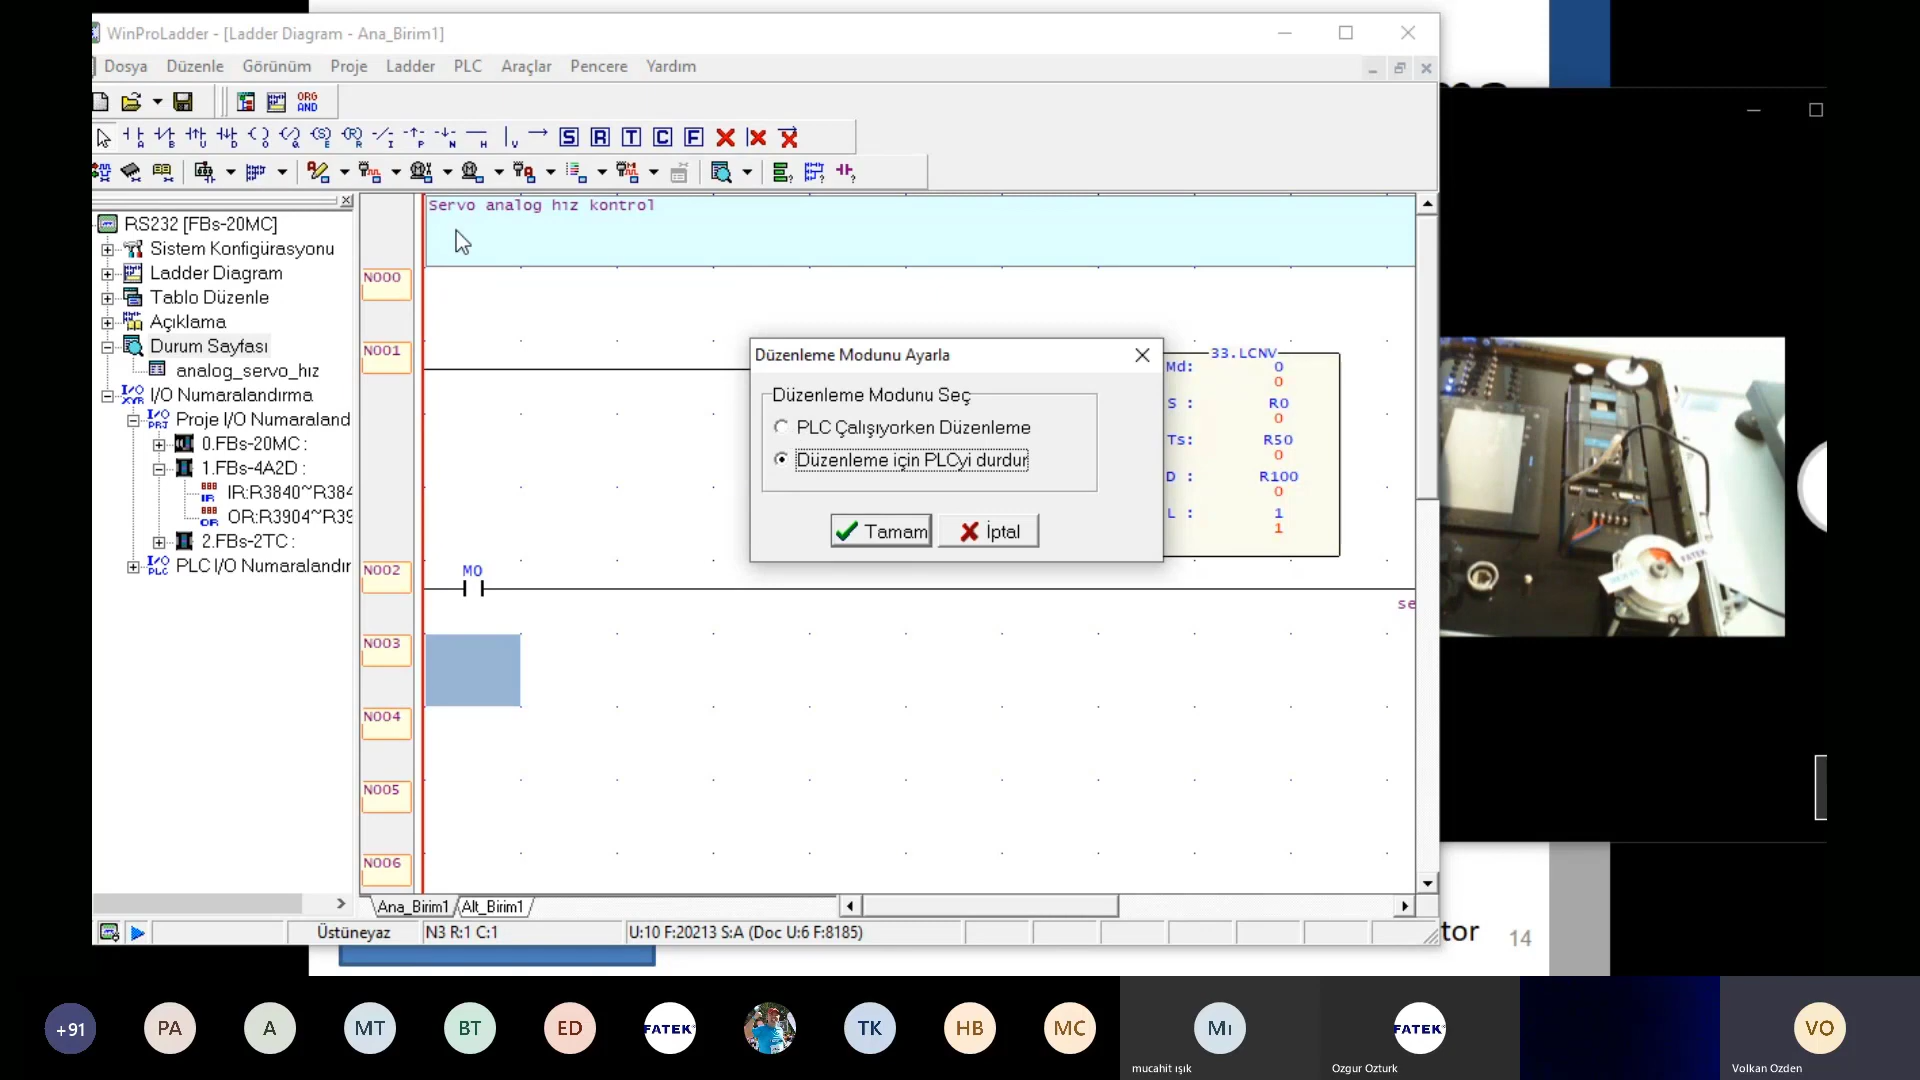 WinProLadder - [Ladder Diagram - Ana_Birim1]
Dosya Düzenle Görünüm Proje Ladder PLC Araçlar Pencere Yardım
ORG
AND
A B U D O Q E R I P N H V S R T C F
RS232 [FBs-20MC]
Sistem Konfigürasyonu
Ladder Diagram
Tablo Düzenle
Açıklama
Durum Sayfası
analog_servo_hız
I/O Numaralandırma
Proje I/O Numaraland
0.FBs-20MC :
1.FBs-4A2D :
IR:R3840~R384
OR:R3904~R39
2.FBs-2TC :
PLC I/O Numaralandır
Servo analog hız kontrol
N000
N001
N002
N003
N004
N005
N006
M0
33.LCNV
Md: 0
0
S : R0
0
Ts: R50
0
D : R100
0
L : 1
1
se
Düzenleme Modunu Ayarla
Düzenleme Modunu Seç
PLC Çalışıyorken Düzenleme
Düzenleme için PLCyi durdur
Tamam İptal
Ana_Birim1 Alt_Birim1
Üstüneyaz N3 R:1 C:1 U:10 F:20213 S:A (Doc U:6 F:8185)
FATEK
tor 14
+91 PA A MT BT ED FATEK TK HB MC Mı FATEK VO
mucahit ışık Ozgur Ozturk Volkan Ozden